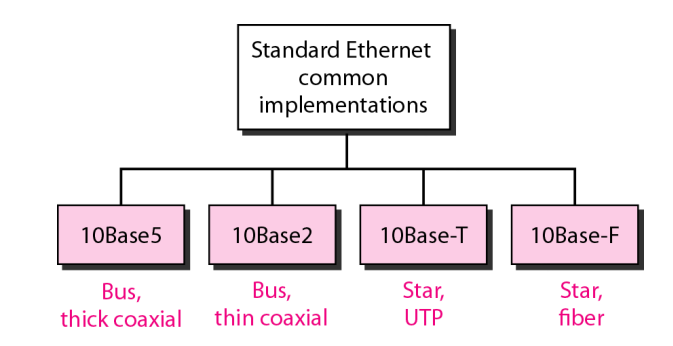 Standard Ethernet
common
implementations
10Base5
10Base2
10Base-T
10Base-F
Bus,
thick coaxial
Bus,
thin coaxial
Star,
UTP
Star,
fiber